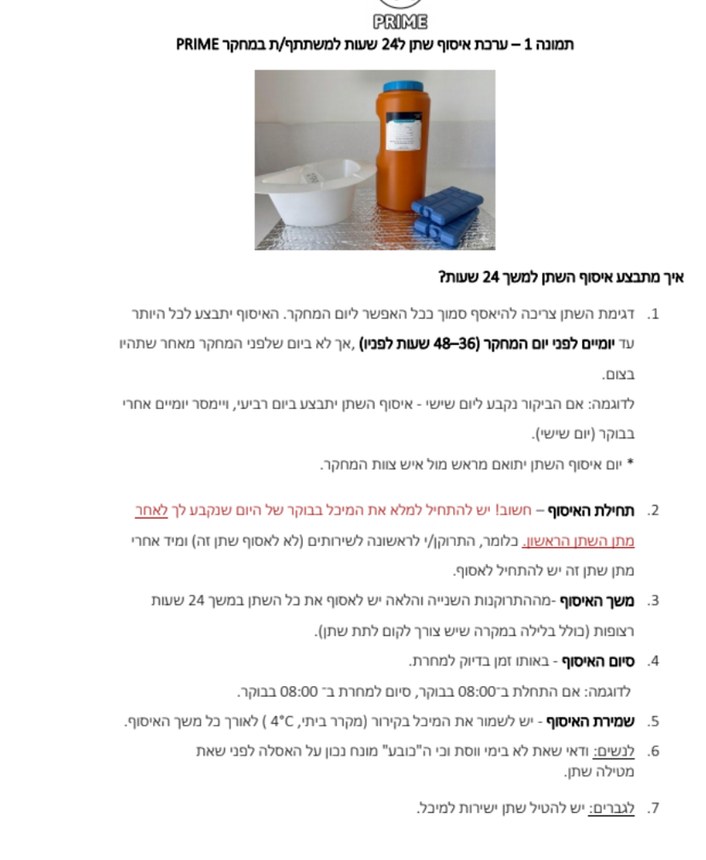 PRIME
תמונה 1 – ערכת איסוף שתן ל24 שעות למשתתף/ת במחקר PRIME
איך מתבצע איסוף השתן למשך 24 שעות?
1. דגימת השתן צריכה להיאסף סמוך ככל האפשר ליום המחקר. האיסוף יתבצע לכל היותר
עד יומיים לפני יום המחקר (36–48 שעות לפניו) ,אך לא ביום שלפני המחקר מאחר שתהיו
בצום.
לדוגמה: אם הביקור נקבע ליום שישי - איסוף השתן יתבצע ביום רביעי, ויימסר יומיים אחרי
בבוקר (יום שישי).
* יום איסוף השתן יתואם מראש מול איש צוות המחקר.
2. תחילת האיסוף – חשוב! יש להתחיל למלא את המיכל בבוקר של היום שנקבע לך לאחר
מתן השתן הראשון. כלומר, התרוקן/י לראשונה לשירותים (לא לאסוף שתן זה) ומיד אחרי
מתן שתן זה יש להתחיל לאסוף.
3. משך האיסוף -מההתרוקנות השנייה והלאה יש לאסוף את כל השתן במשך 24 שעות
רצופות (כולל בלילה במקרה שיש צורך לקום לתת שתן).
4. סיום האיסוף - באותו זמן בדיוק למחרת.
לדוגמה: אם התחלת ב־08:00 בבוקר, סיום למחרת ב־ 08:00 בבוקר.
5. שמירת האיסוף - יש לשמור את המיכל בקירור (מקרר ביתי, 4°C ) לאורך כל משך האיסוף.
6. לנשים: ודאי שאת לא בימי ווסת וכי ה"כובע" מונח נכון על האסלה לפני שאת
מטילה שתן.
7. לגברים: יש להטיל שתן ישירות למיכל.